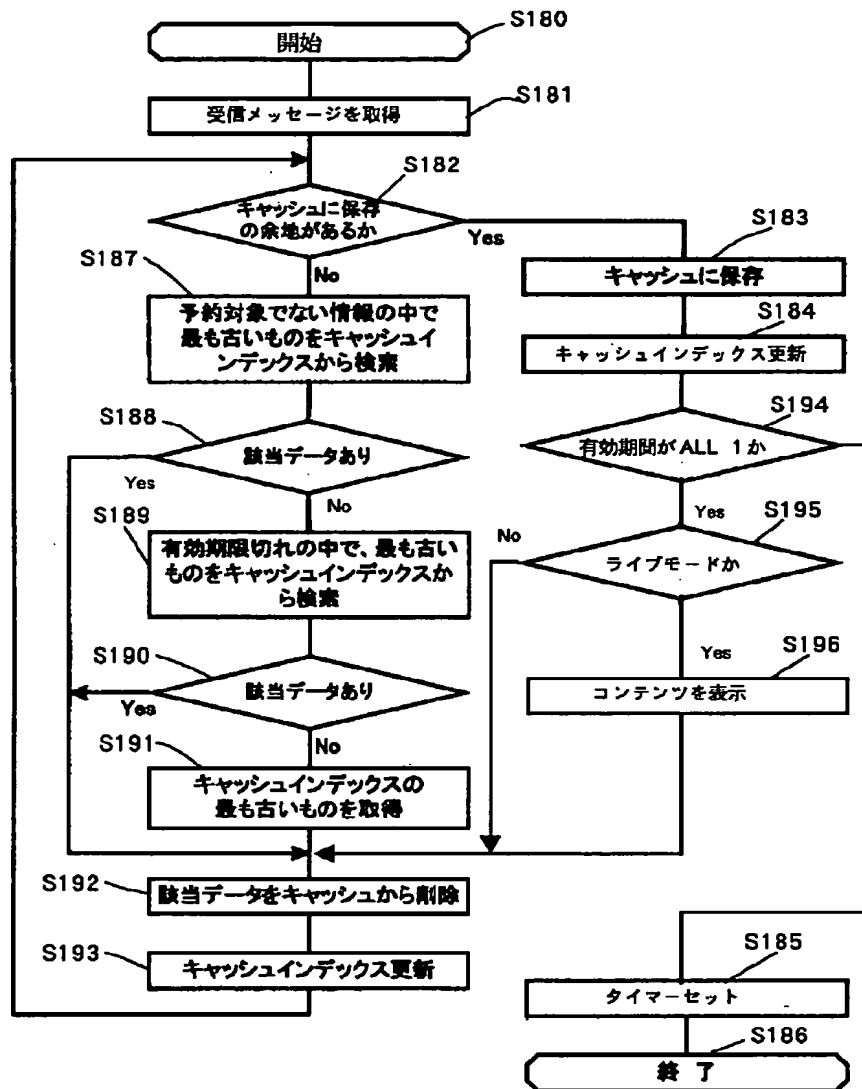 S180
開始
S181
受信メッセージを取得
S182
キャッシュに保存
の余地があるか
Yes
No
S183
キャッシュに保存
S184
キャッシュインデックス更新
S187
予約対象でない情報の中で
最も古いものをキャッシュイ
ンデックスから検索
S188
該当データあり
Yes
No
S194
有効期間がALL 1か
Yes
S189
有効期限切れの中で、最も古い
ものをキャッシュインデックスか
ら検索
S195
ライブモードか
No
Yes
S190
該当データあり
Yes
No
S196
コンテンツを表示
S191
キャッシュインデックスの
最も古いものを取得
S192
該当データをキャッシュから削除
S193
キャッシュインデックス更新
S185
タイマーセット
S186
終了